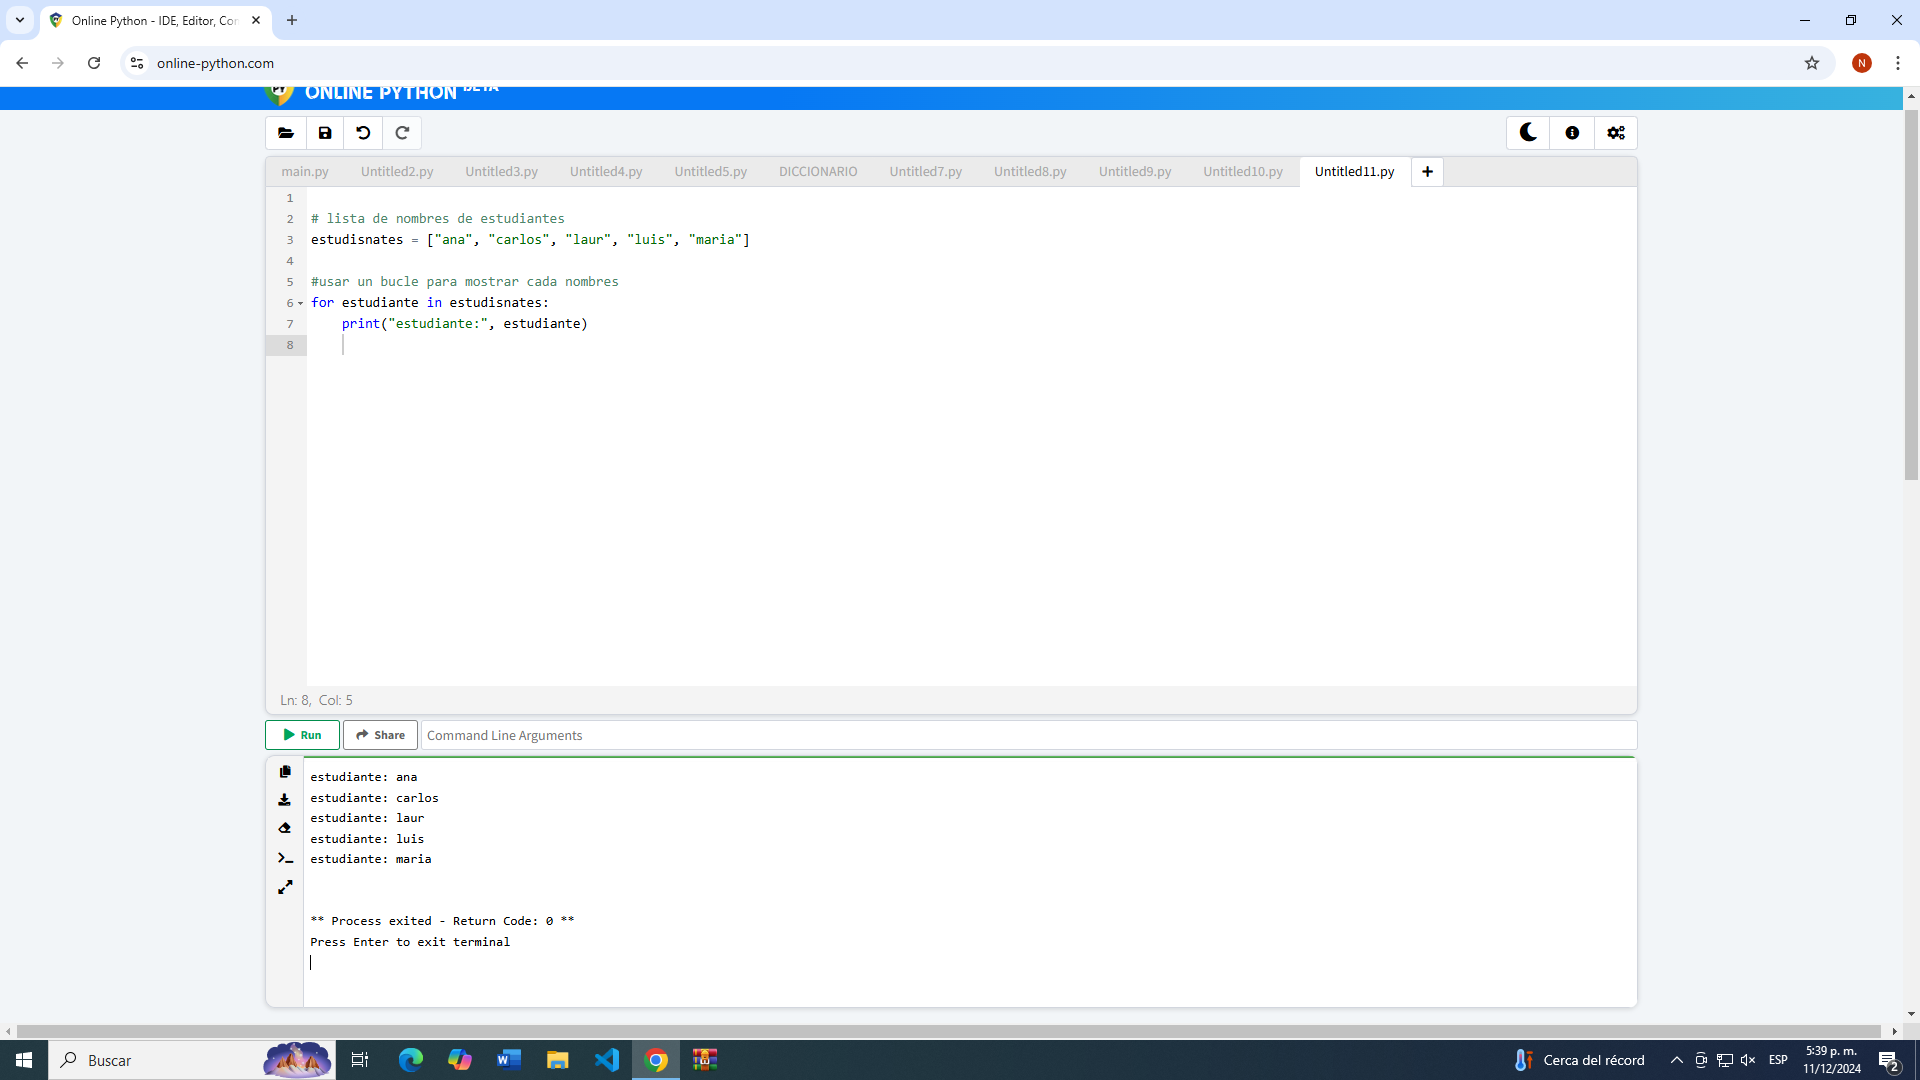 Online Python - IDE, Editor, Con
online-python.com
N
ONLINE PYTHON BETA
main.py Untitled2.py Untitled3.py Untitled4.py Untitled5.py DICCIONARIO Untitled7.py Untitled8.py Untitled9.py Untitled10.py Untitled11.py +
1
2 # lista de nombres de estudiantes
3 estudisnates = ["ana", "carlos", "laur", "luis", "maria"]
4
5 #usar un bucle para mostrar cada nombres
6 for estudiante in estudisnates:
7 print("estudiante:", estudiante)
8
Ln: 8, Col: 5
Run Share Command Line Arguments
estudiante: ana
estudiante: carlos
estudiante: laur
estudiante: luis
estudiante: maria
** Process exited - Return Code: 0 **
Press Enter to exit terminal
Buscar
Cerca del récord
ESP
5:39 p. m.
11/12/2024
2